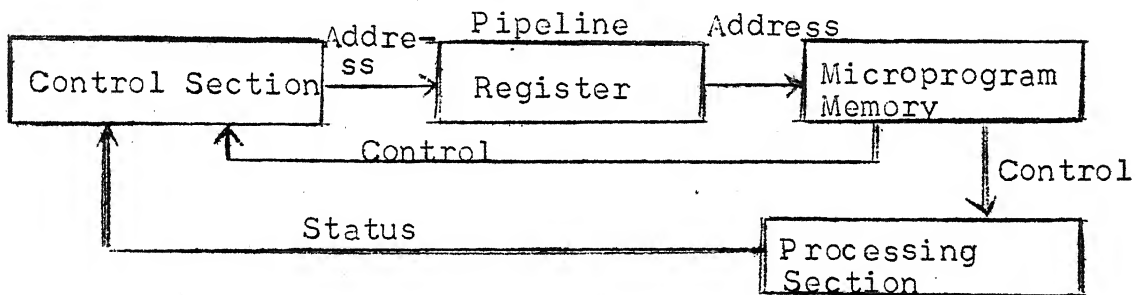 Pipeline
Addre-
ss
Address
Control Section
Register
Microprogram
Memory
Control
Control
Status
Processing
Section